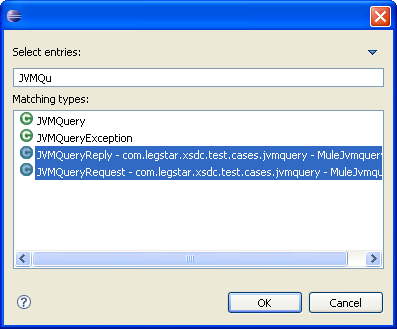 Select entries:
JVMQu
Matching types:
JVMQuery
JVMQueryException
JVMQueryReply - com.legstar.xsdc.test.cases.jvmquery - MuleJvmquery
JVMQueryRequest - com.legstar.xsdc.test.cases.jvmquery - MuleJvmqu
OK
Cancel